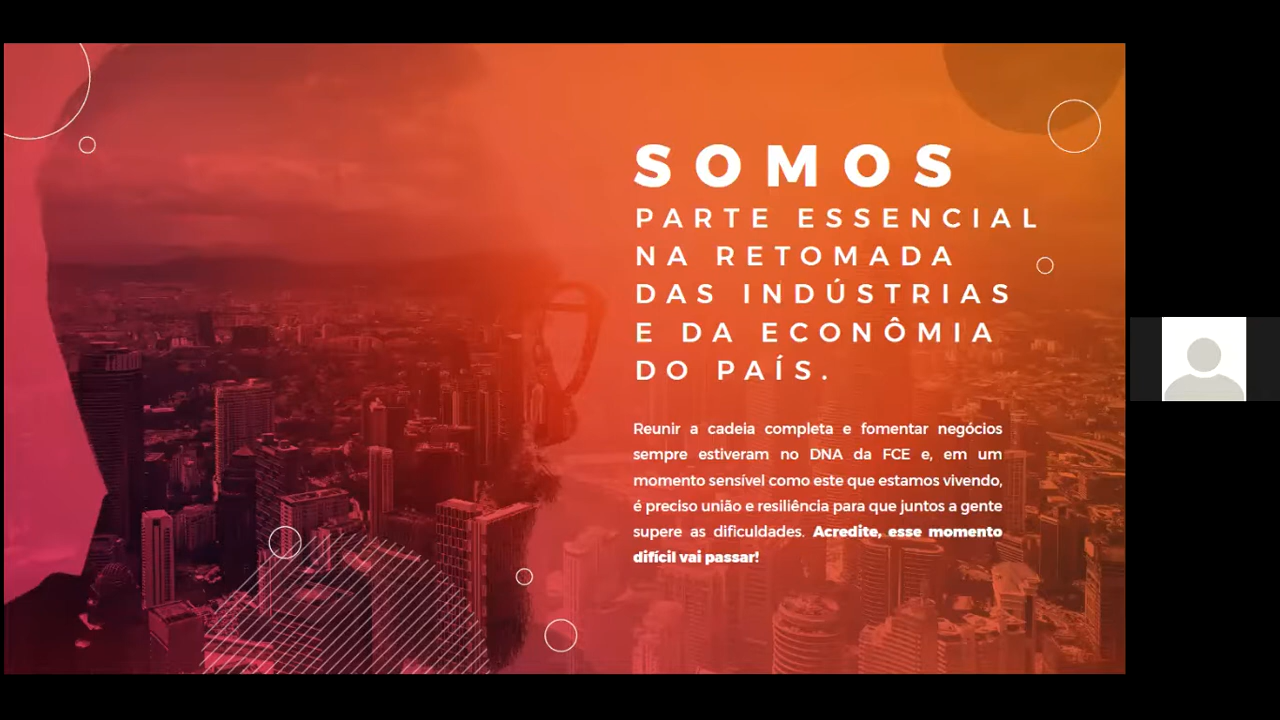 SOMOS
PARTE ESSENCIAL
NA RETOMADA
DAS INDÚSTRIAS
E DA ECONÔMIA
DO PAÍS.
Reunir a cadeia completa e fomentar negócios
sempre estiveram no DNA da FCE e, em um
momento sensível como este que estamos vivendo,
é preciso união e resiliência para que juntos a gente
supere as dificuldades. Acredite, esse momento
difícil vai passar!